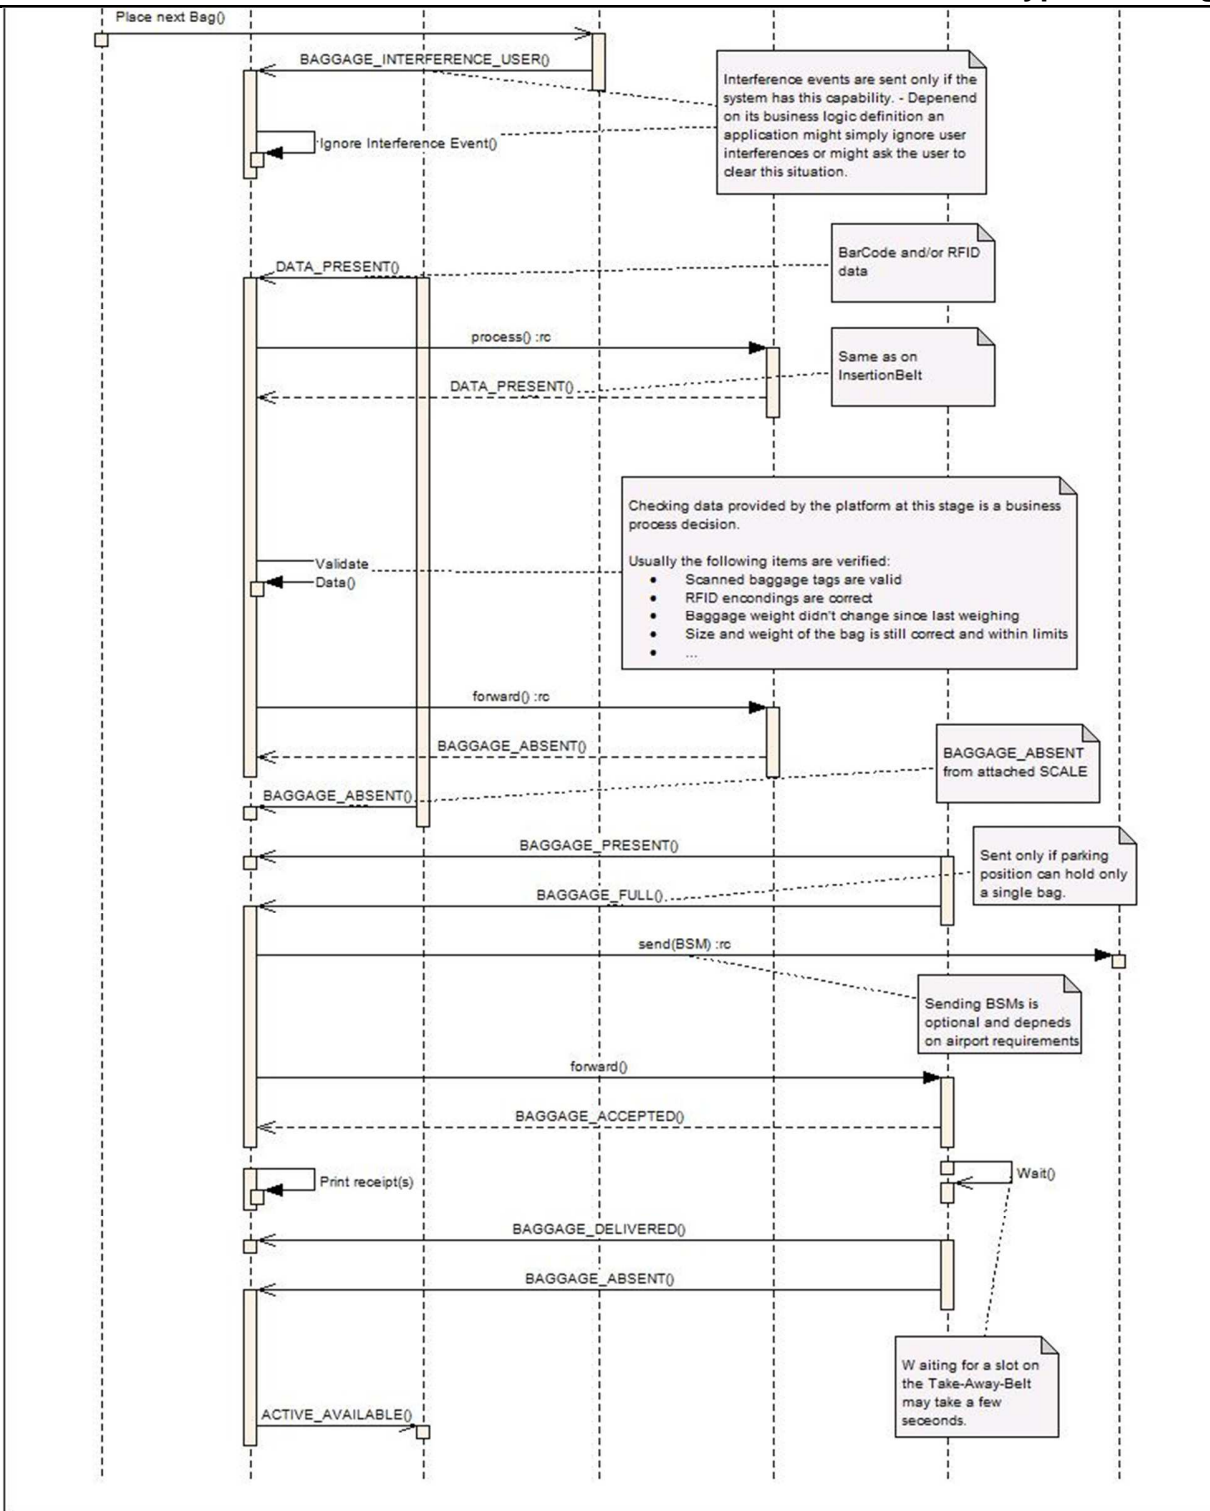 Place next Bag()
BAGGAGE_INTERFERENCE_USER()
Interference events are sent only if the
system has this capability. - Depenend
on its business logic definition an
application might simply ignore user
interferences or might ask the user to
clear this situation.
Ignore Interference Event()
BarCode and/or RFID
data
DATA_PRESENT()
process() :rc
Same as on
InsertionBelt
DATA_PRESENT()
Checking data provided by the platform at this stage is a business
process decision.
Usually the following items are verified:
• Scanned baggage tags are valid
• RFID encondings are correct
• Baggage weight didn't change since last weighing
• Size and weight of the bag is still correct and within limits
• ...
Validate
Data()
forward() :rc
BAGGAGE_ABSENT()
BAGGAGE_ABSENT
from attached SCALE
BAGGAGE_ABSENT()
BAGGAGE_PRESENT()
Sent only if parking
position can hold only
a single bag.
BAGGAGE_FULL()
send(BSM) :rc
Sending BSMs is
optional and depneds
on airport requirements
forward()
BAGGAGE_ACCEPTED()
Print receipt(s)
Wait()
BAGGAGE_DELIVERED()
BAGGAGE_ABSENT()
W aiting for a slot on
the Take-Away-Belt
may take a few
seceonds.
ACTIVE_AVAILABLE()